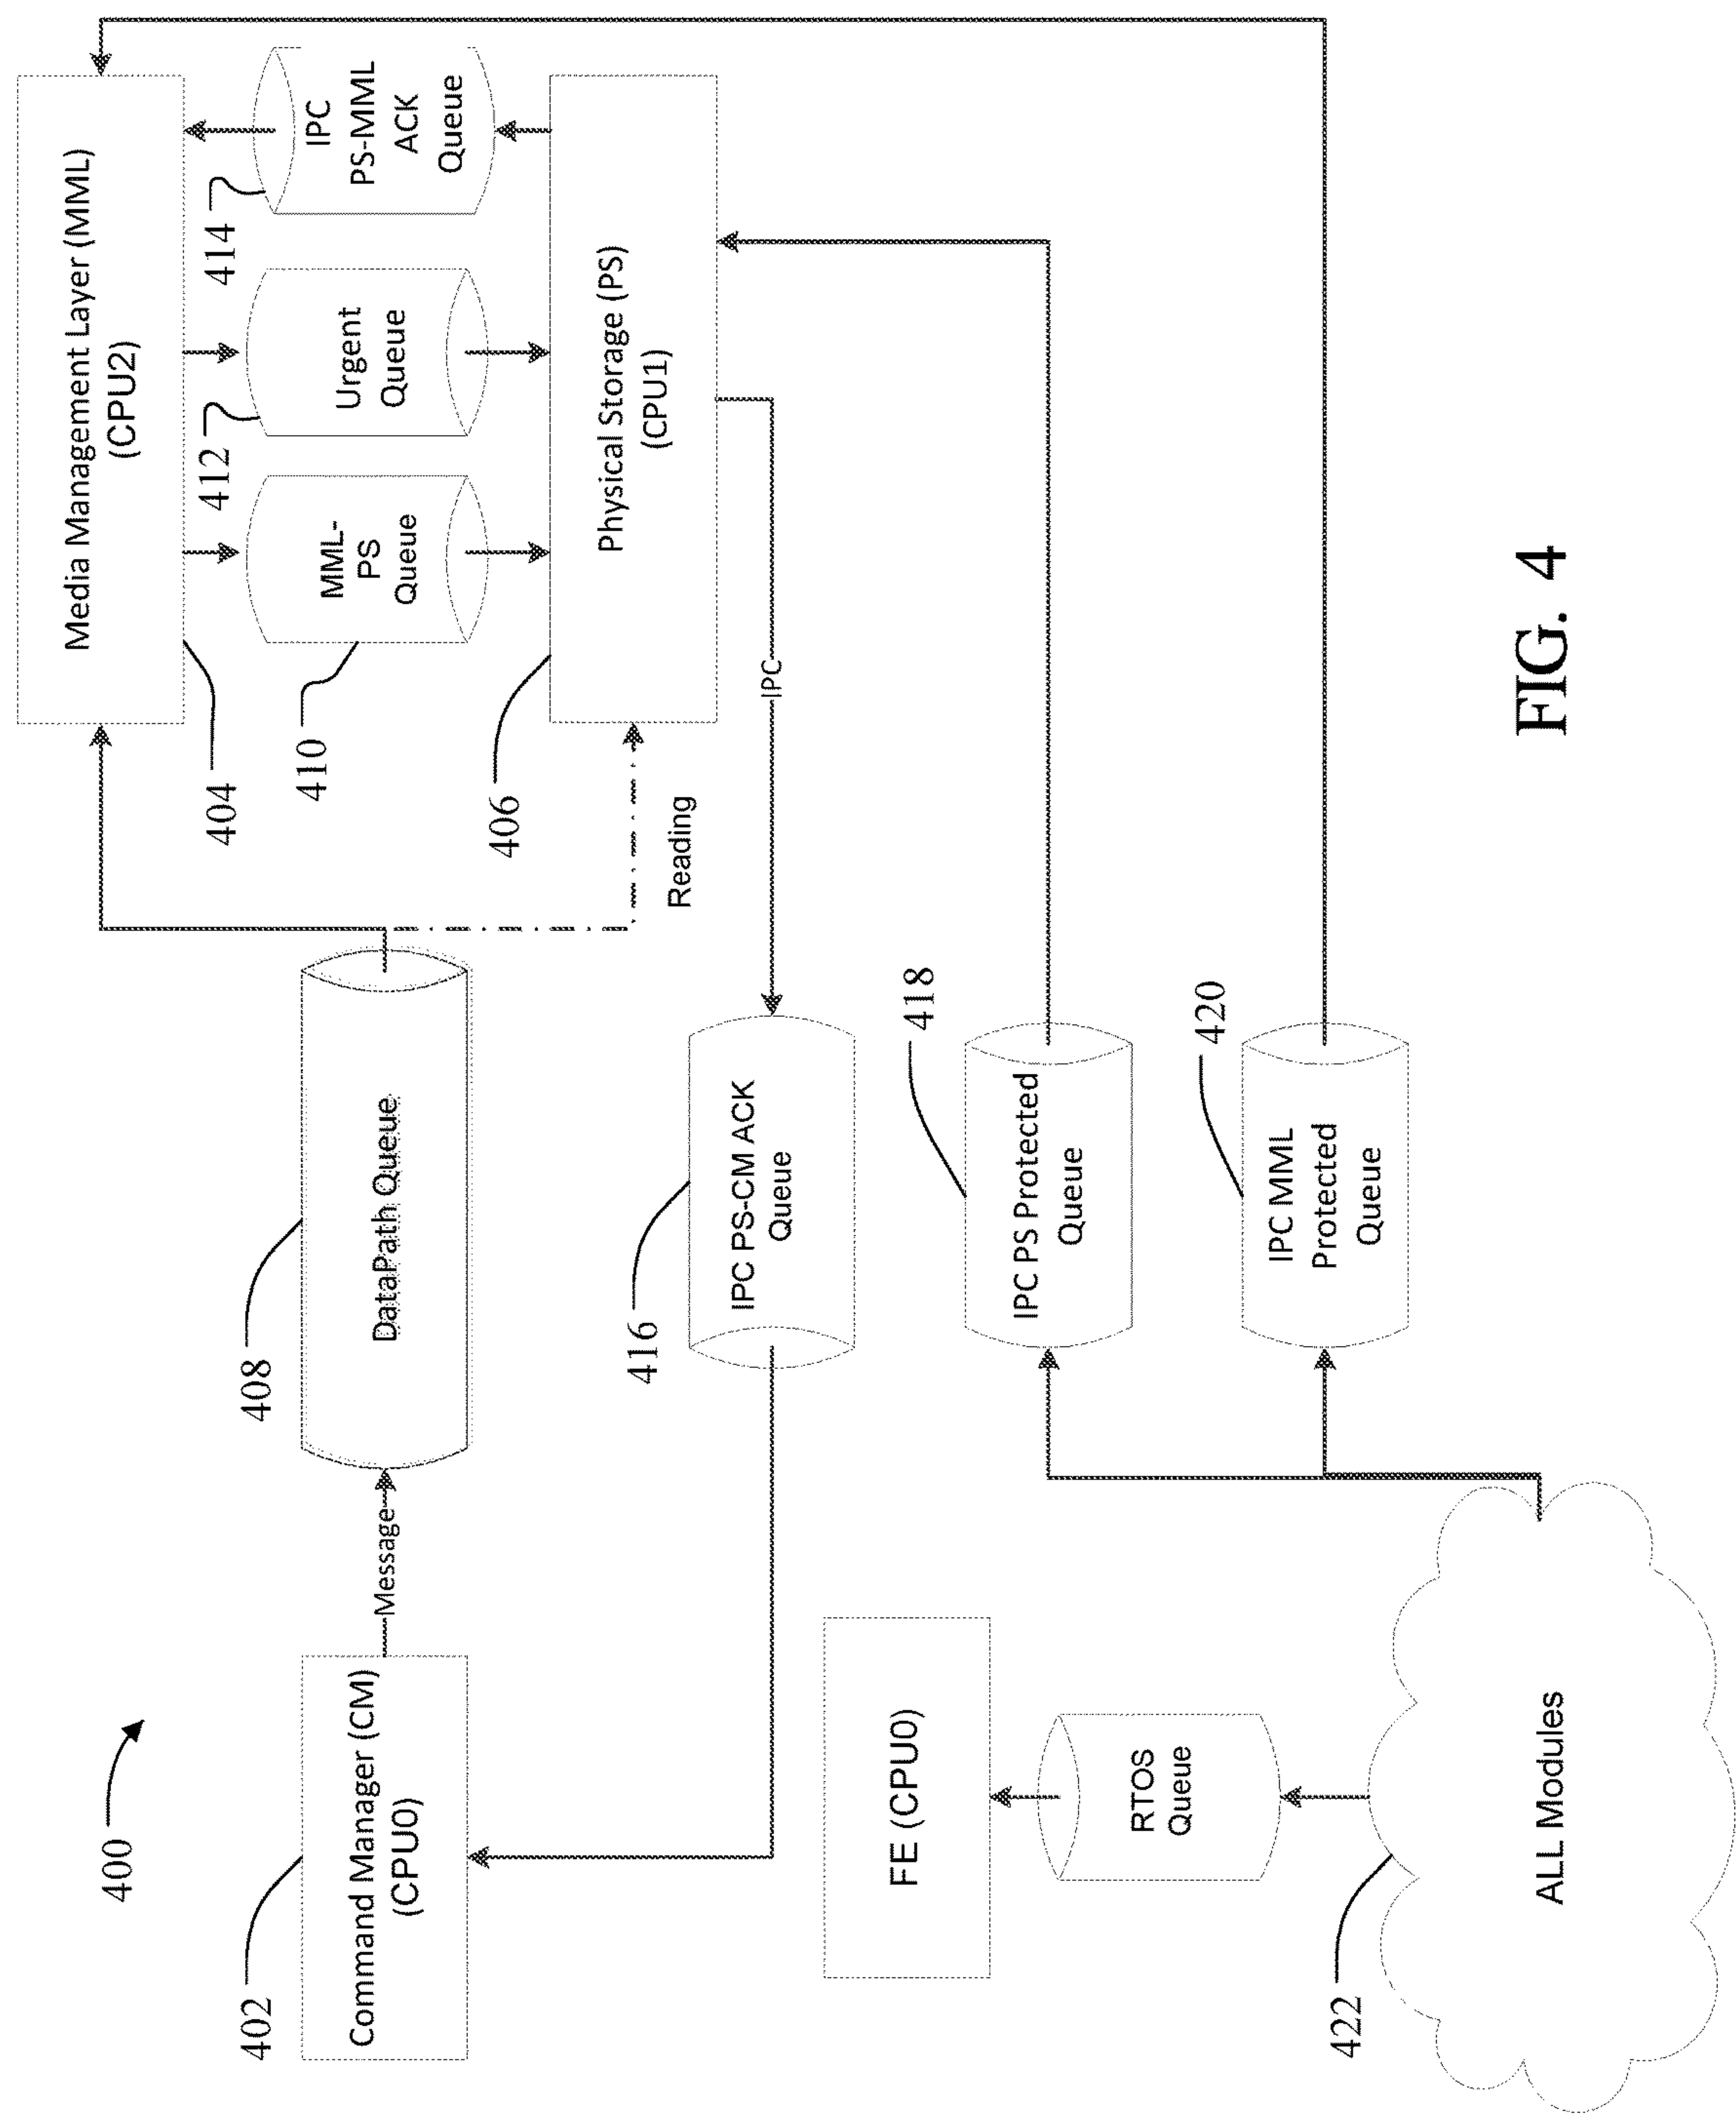 400
402
Command Manager (CM)
(CPU0)
Message
408
DataPath Queue
404
Media Management Layer (MML)
(CPU2)
410
MML-
PS
Queue
412
Urgent
Queue
414
IPC
PS-MML
ACK
Queue
406
Physical Storage (PS)
(CPU1)
Reading
IPC
416
IPC PS-CM ACK
Queue
418
IPC PS Protected
Queue
420
IPC MML
Protected
Queue
FE (CPU0)
RTOS
Queue
422
ALL Modules
FIG. 4